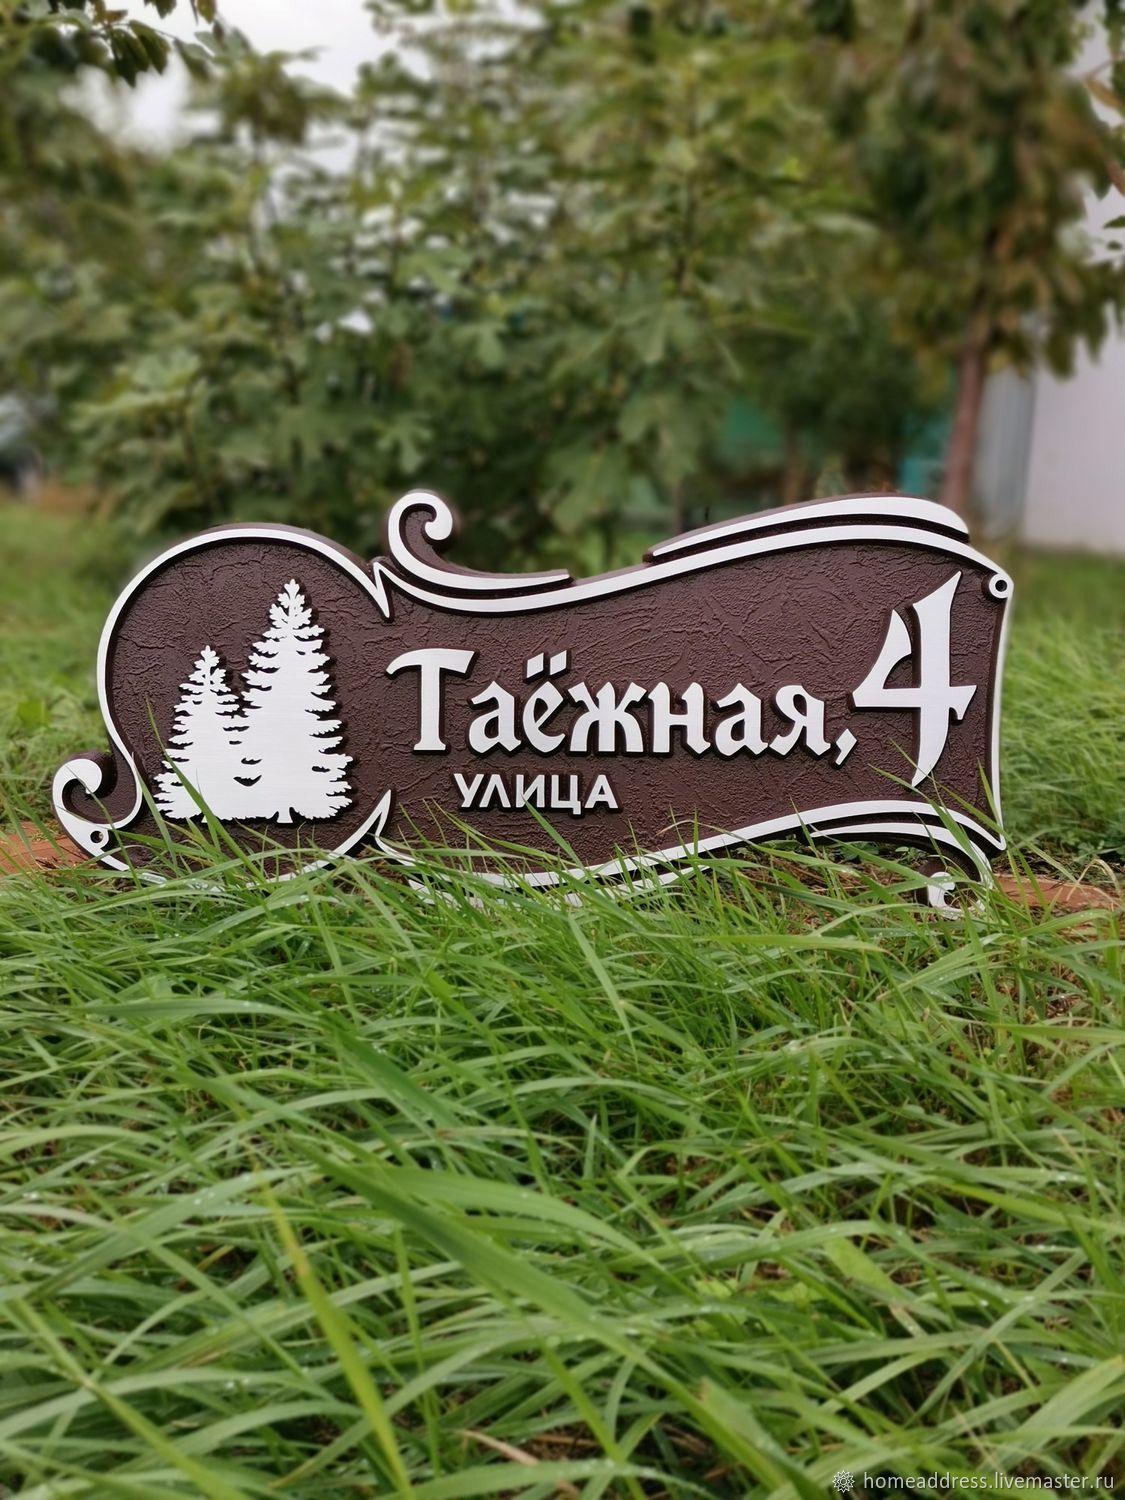 Таёжная, 4
УЛИЦА
homeaddress.livemaster.ru